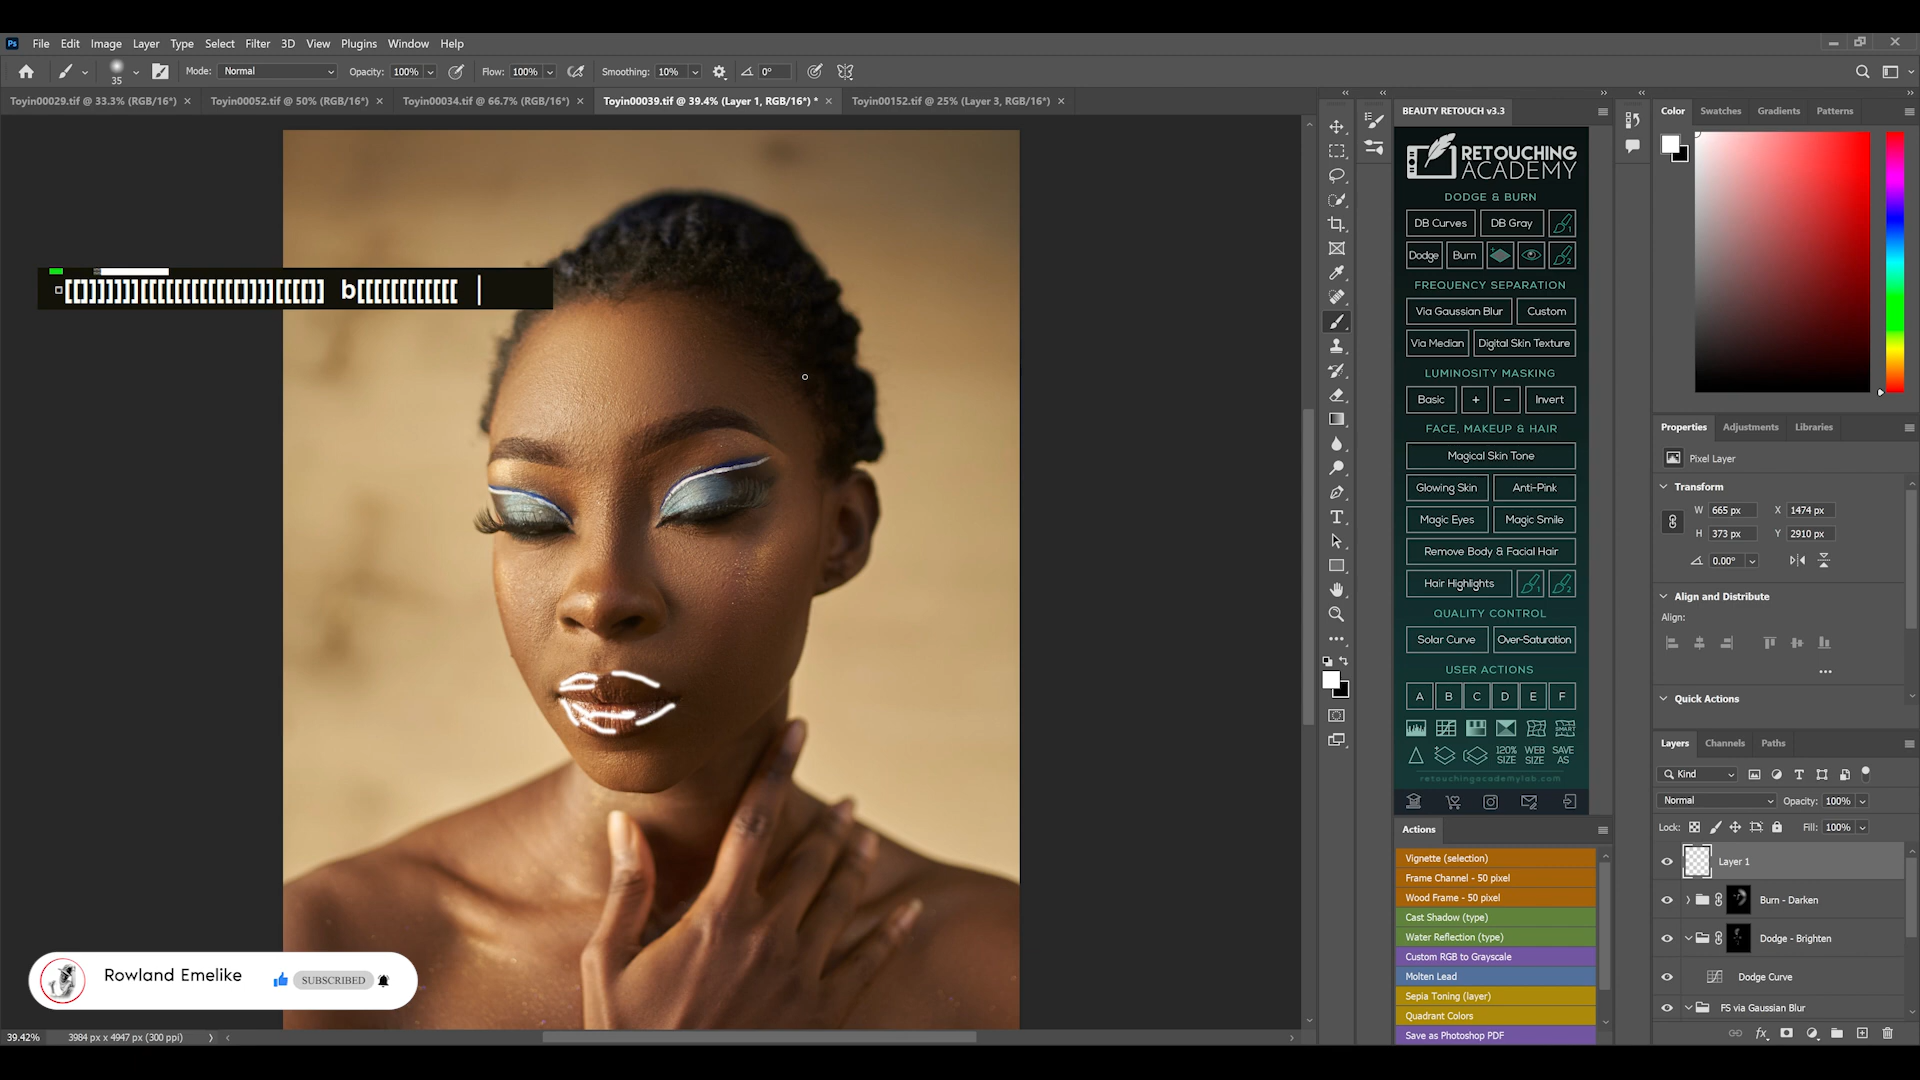 Ps File Edit Image Layer Type Select Filter 3D View Plugins Window Help
35 Mode: Normal Opacity: 100% Flow: 100% Smoothing: 10% 0°
Toyin00029.tif @ 33.3% (RGB/16*) Toyin00052.tif @ 50% (RGB/16*) Toyin00034.tif @ 66.7% (RGB/16*) Toyin00039.tif @ 39.4% (Layer 1, RGB/16*) * Toyin00152.tif @ 25% (Layer 3, RGB/16*)
[[]]]]]]][[[[[[[[[[[[]]]][[[[]] b[[[[[[[[[[[[
Rowland Emelike SUBSCRIBED
39.42% 3984 px x 4947 px (300 ppi)
BEAUTY RETOUCH v3.3
RETOUCHING
ACADEMY
DODGE & BURN
DB Curves DB Gray 1
Dodge Burn 2
FREQUENCY SEPARATION
Via Gaussian Blur Custom
Via Median Digital Skin Texture
LUMINOSITY MASKING
Basic + − Invert
FACE, MAKEUP & HAIR
Magical Skin Tone
Glowing Skin Anti-Pink
Magic Eyes Magic Smile
Remove Body & Facial Hair
Hair Highlights 1 2
QUALITY CONTROL
Solar Curve Over-Saturation
USER ACTIONS
A B C D E F
SMART
120% SIZE WEB SIZE SAVE AS
retouchingacademylab.com
Actions
Vignette (selection)
Frame Channel - 50 pixel
Wood Frame - 50 pixel
Cast Shadow (type)
Water Reflection (type)
Custom RGB to Grayscale
Molten Lead
Sepia Toning (layer)
Quadrant Colors
Save as Photoshop PDF
Color Swatches Gradients Patterns
Properties Adjustments Libraries
Pixel Layer
Transform
W 665 px X 1474 px
H 373 px Y 2910 px
0.00°
Align and Distribute
Align:
Quick Actions
Layers Channels Paths
Kind
Normal Opacity: 100%
Lock: Fill: 100%
Layer 1
Burn - Darken
Dodge - Brighten
Dodge Curve
FS via Gaussian Blur
fx